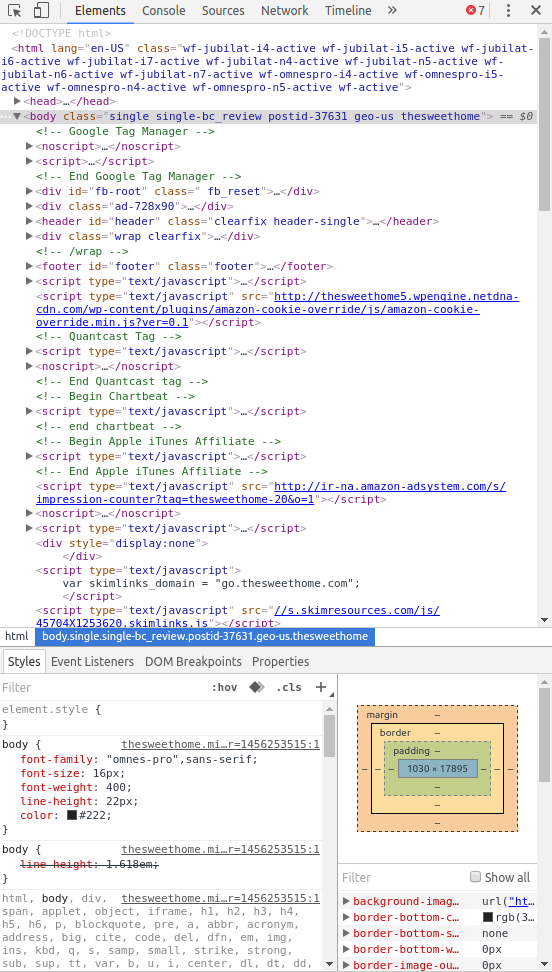 Elements Console Sources Network Timeline » 7
<!DOCTYPE html>
<html lang="en-US" class="wf-jubilat-i4-active wf-jubilat-i5-active wf-jubilat-
i6-active wf-jubilat-i7-active wf-jubilat-n4-active wf-jubilat-n5-active wf-
jubilat-n6-active wf-jubilat-n7-active wf-omnespro-i4-active wf-omnespro-i5-
active wf-omnespro-n4-active wf-omnespro-n5-active wf-active">
<head>…</head>
<body class="single single-bc_review postid-37631 geo-us thesweethome"> == $0
<!-- Google Tag Manager -->
<noscript>…</noscript>
<script>…</script>
<!-- End Google Tag Manager -->
<div id="fb-root" class=" fb_reset">…</div>
<div class="ad-728x90">…</div>
<header id="header" class="clearfix header-single">…</header>
<div class="wrap clearfix">…</div>
<!-- /wrap -->
<footer id="footer" class="footer">…</footer>
<script type="text/javascript">…</script>
<script type="text/javascript" src="http://thesweethome5.wpengine.netdna-
cdn.com/wp-content/plugins/amazon-cookie-override/js/amazon-cookie-
override.min.js?ver=0.1"></script>
<!-- Quantcast Tag -->
<script type="text/javascript">…</script>
<noscript>…</noscript>
<!-- End Quantcast tag -->
<!-- Begin Chartbeat -->
<script type="text/javascript">…</script>
<!-- end chartbeat -->
<!-- Begin Apple iTunes Affiliate -->
<script type="text/javascript">…</script>
<!-- End Apple iTunes Affiliate -->
<script type="text/javascript" src="http://ir-na.amazon-adsystem.com/s/
impression-counter?tag=thesweethome-20&o=1"></script>
<noscript>…</noscript>
<script type="text/javascript">…</script>
<div style="display:none">
</div>
<script type="text/javascript">
var skimlinks_domain = "go.thesweethome.com";
</script>
<script type="text/javascript" src="//s.skimresources.com/js/
45704X1253620.skimlinks.js"></script>
html body.single.single-bc_review.postid-37631.geo-us.thesweethome
Styles Event Listeners DOM Breakpoints Properties
Filter :hov .cls +
element.style {
}
body { thesweethome.mi…r=1456253515:1
font-family: "omnes-pro",sans-serif;
font-size: 16px;
font-weight: 400;
line-height: 22px;
color: #222;
}
body { thesweethome.mi…r=1456253515:1
line-height: 1.618em;
}
html, body, div, thesweethome.mi…r=1456253515:1
span, applet, object, iframe, h1, h2, h3, h4,
h5, h6, p, blockquote, pre, a, abbr, acronym,
address, big, cite, code, del, dfn, em, img,
ins, kbd, q, s, samp, small, strike, strong,
sub, sup, tt, var, b, u, i, center, dl, dt, dd,
margin –
border –
padding –
– – – 1030 × 17895 – – –
–
–
–
Filter Show all
background-imag… url("ht…
border-bottom-c… rgb(3…
border-bottom-s… none
border-bottom-w… 0px
border-image-ou… 0px